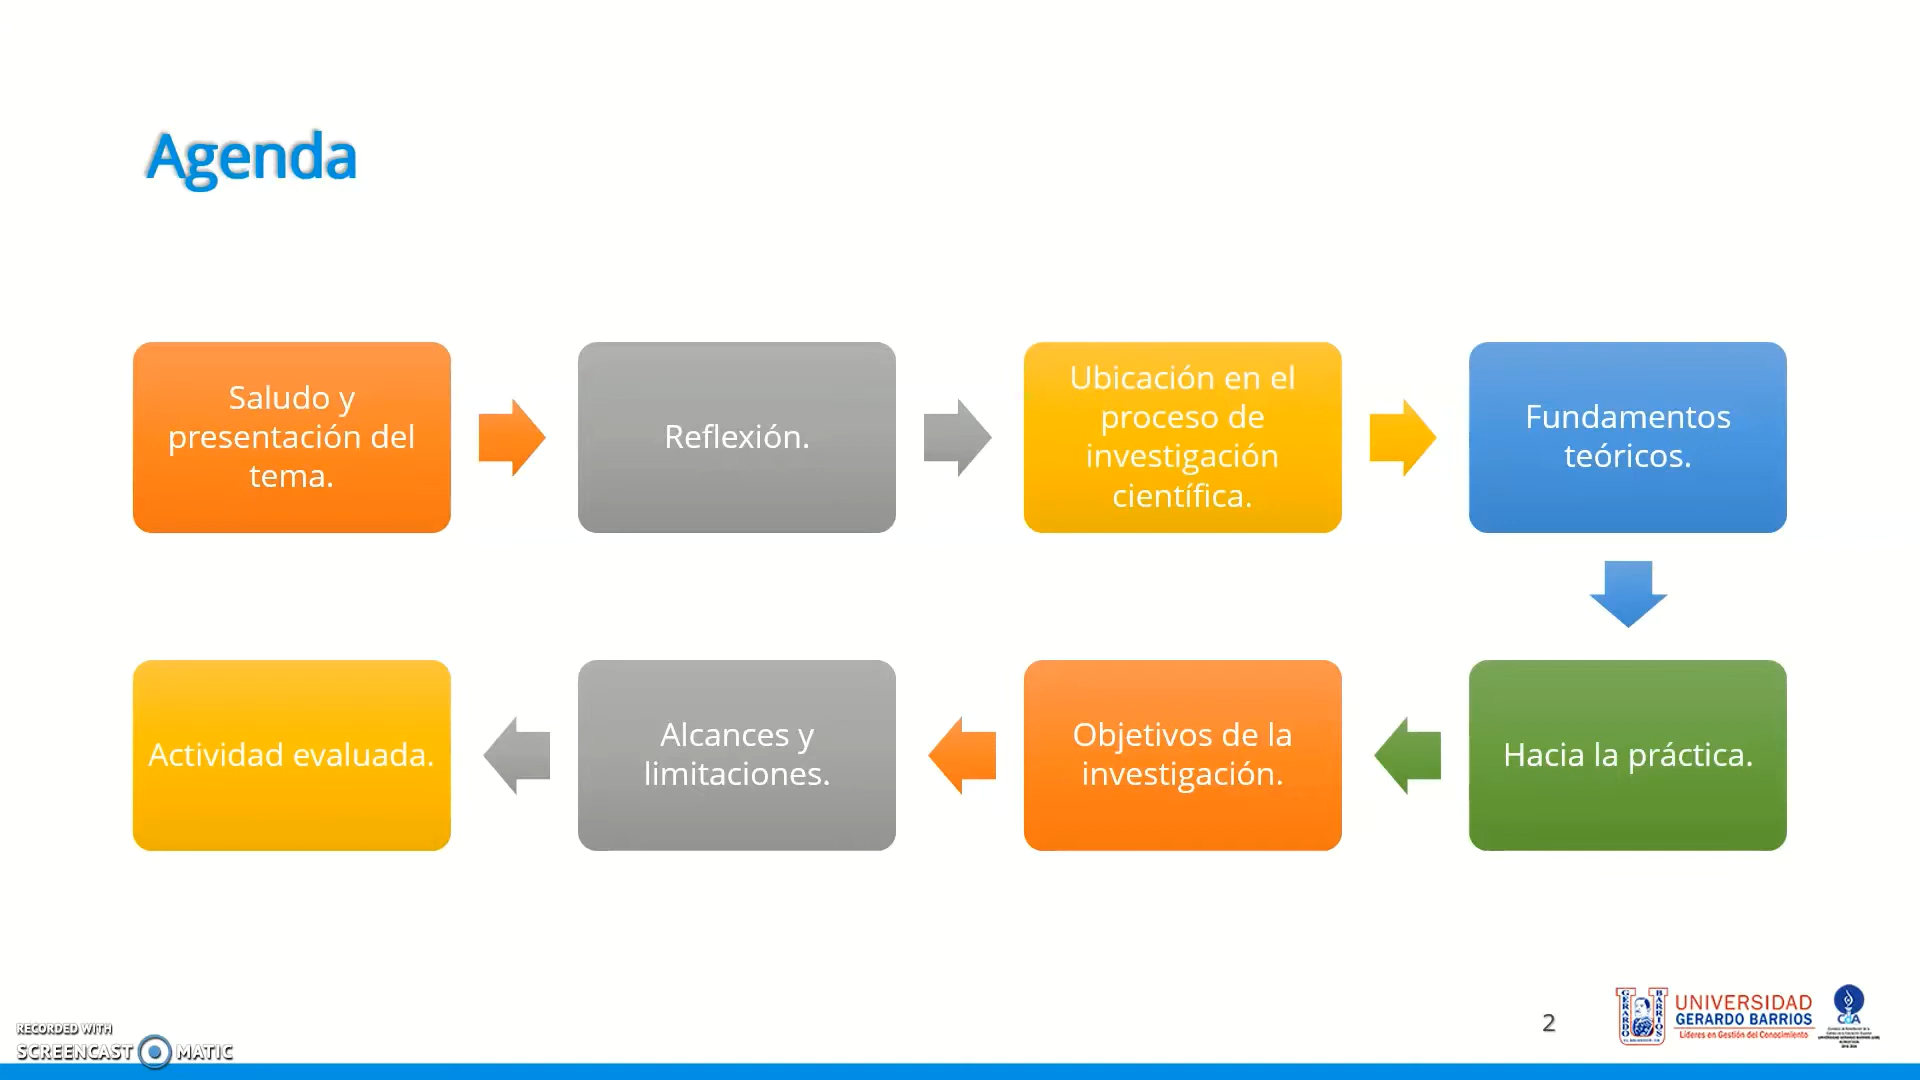 Agenda
Saludo y
presentación del
tema.
Reflexión.
Ubicación en el
proceso de
investigación
científica.
Fundamentos
teóricos.
Hacia la práctica.
Objetivos de la
investigación.
Alcances y
limitaciones.
Actividad evaluada.
2
GERARDO
BARRIOS
UNIVERSIDAD
GERARDO BARRIOS
Líderes en Gestión del Conocimiento
RECORDED WITH
SCREENCAST MATIC